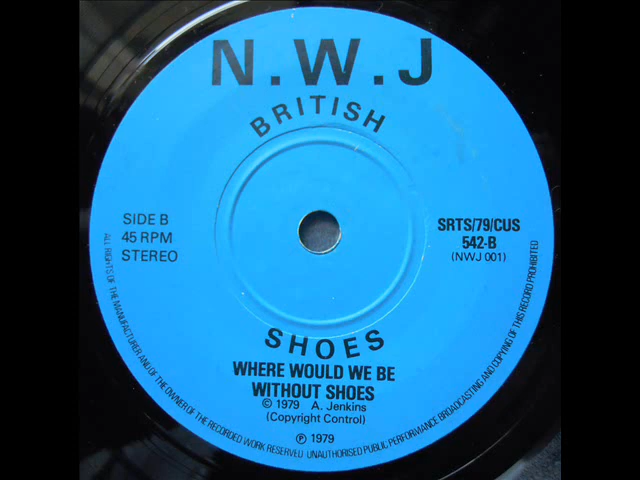 N.W.J
BRITISH
SIDE B
45 RPM
STEREO
SRTS/79/CUS
542-B
(NWJ 001)
SHOES
WHERE WOULD WE BE
WITHOUT SHOES
© 1979 A. Jenkins
(Copyright Control)
℗ 1979
ALL RIGHTS OF THE MANUFACTURER AND OF THE OWNER OF THE RECORDED WORK RESERVED UNAUTHORISED PUBLIC PERFORMANCE BROADCASTING AND COPYING OF THIS RECORD PROHIBITED